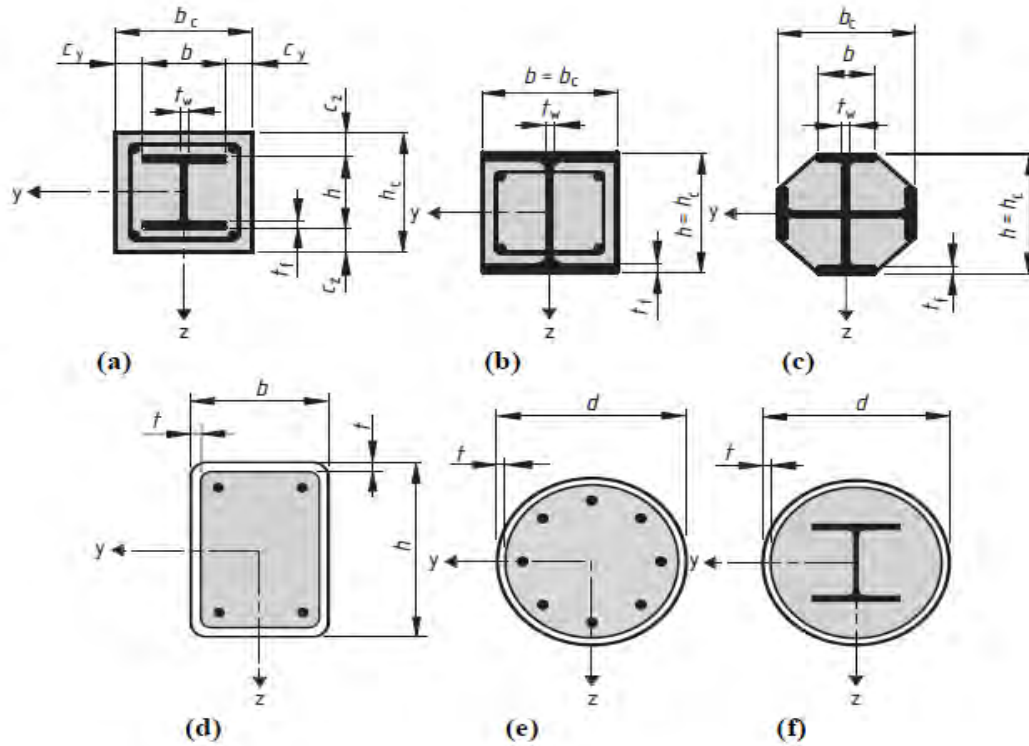 b_c
c_y b c_y
t_w
c_z
h
h_c
t_f
c_z
y
z
(a)
b = b_c
t_w
h = h_c
t_f
y
z
(b)
b_c
b
t_w
h = h_c
t_f
y
z
(c)
b
t
t
h
y
z
(d)
d
t
y
z
(e)
d
t
y
z
(f)